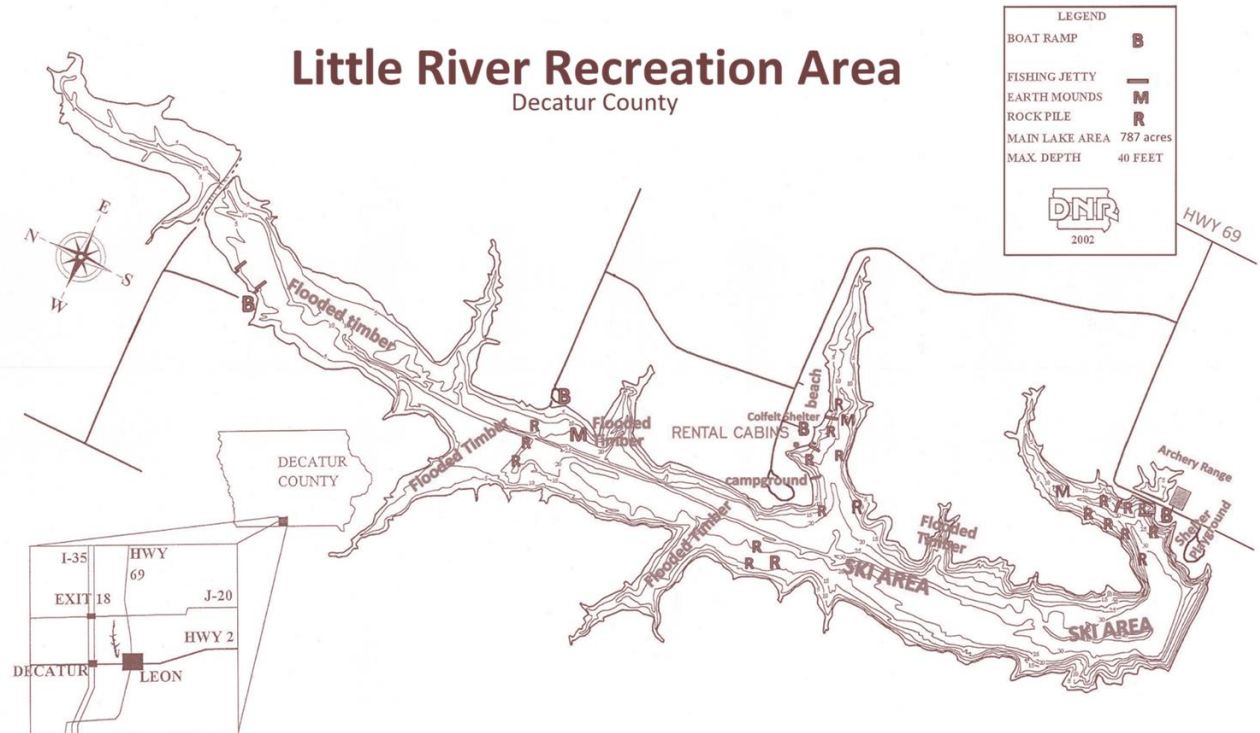 Little River Recreation Area
Decatur County
LEGEND
BOAT RAMP B
FISHING JETTY
EARTH MOUNDS M
ROCK PILE R
MAIN LAKE AREA 787 acres
MAX. DEPTH 40 FEET
DNR
2002
HWY 69
E
N
S
W
B
Flooded timber
B
R
M
Flooded
Timber
R
R
Flooded Timber
beach
R
Colfelt Shelter
M
RENTAL CABINS
B
R
R
R
campground
R
R
Flooded Timber
R
R
R
Flooded
Timber
SKI AREA
SKI AREA
Archery Range
M
R
R
R
B
R
R
R
R
R
Shelter
Playground
DECATUR
COUNTY
I-35
HWY
69
EXIT 18
J-20
HWY 2
DECATUR
LEON